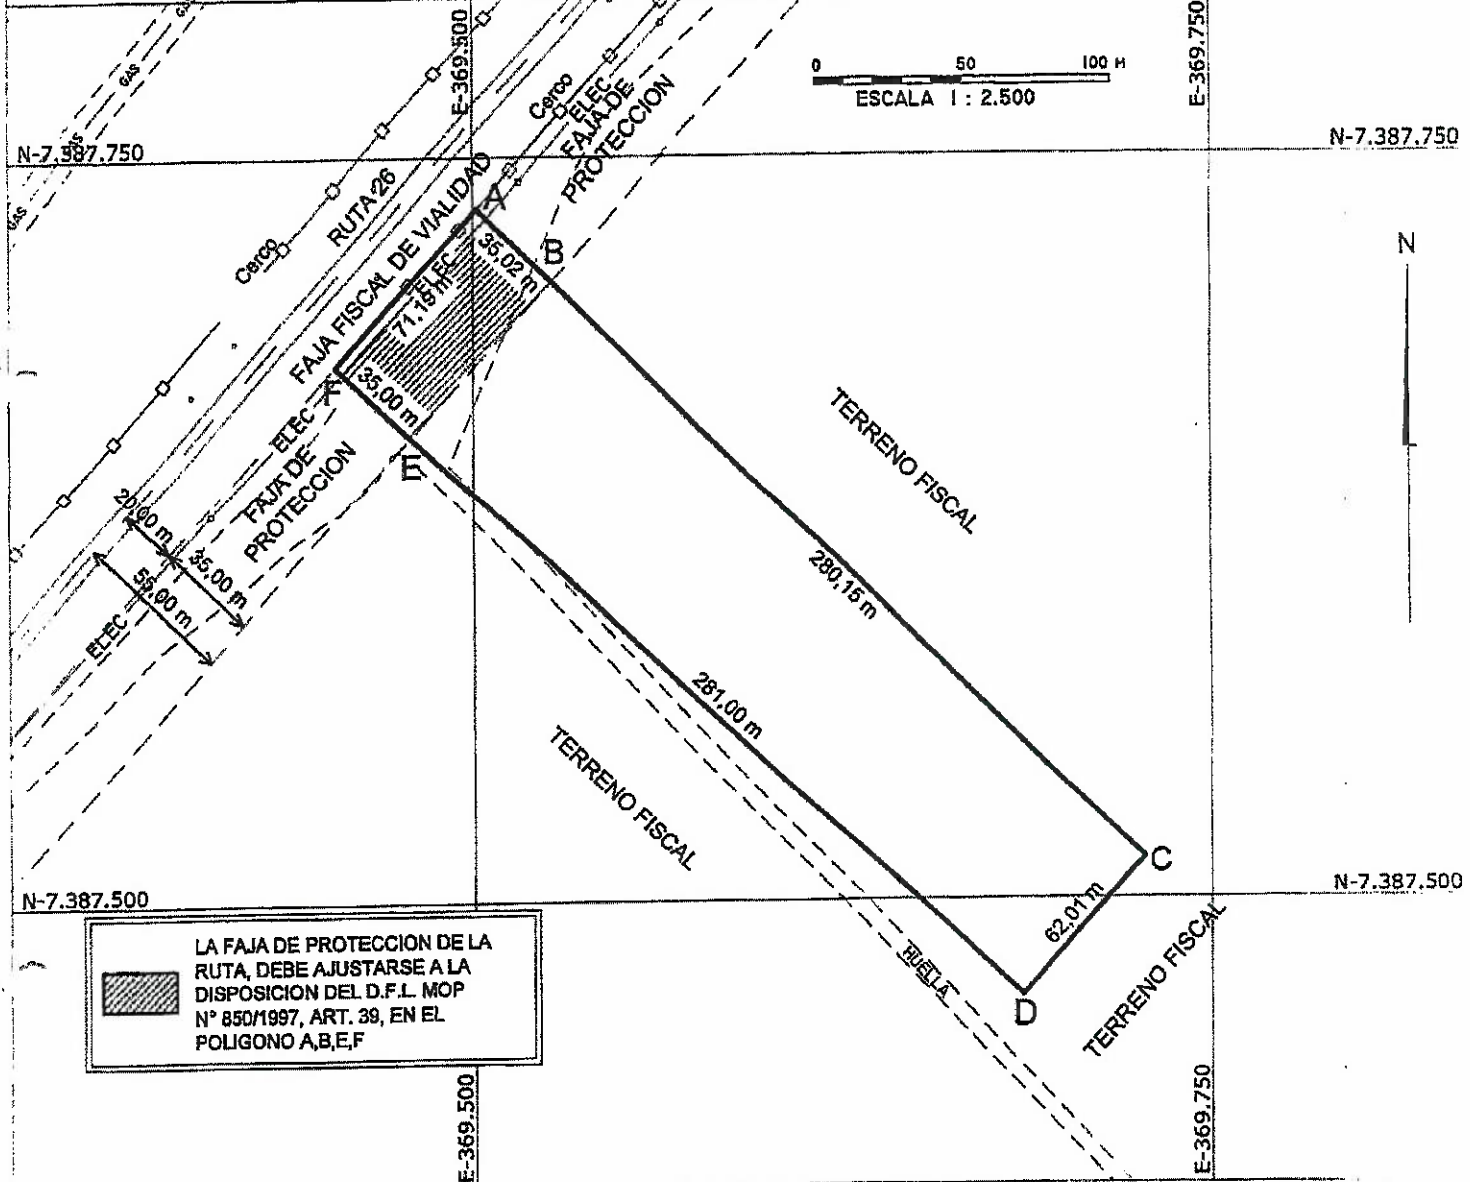 GAS
GAS
GAS
GAS
E-369.500
E-369.750
0 50 100 M
ESCALA 1 : 2.500
N-7.387.750
N-7.387.750
Cerco
ELEC
FAJA DE
PROTECCION
RUTA 26
Cerco
FAJA FISCAL DE VIALIDAD
A
B
35,02 m
ELEC
71,19 m
35,00 m
F
E
N
ELEC
FAJA DE
PROTECCION
20,00 m
35,00 m
55,00 m
ELEC
TERRENO FISCAL
280,15 m
281,00 m
TERRENO FISCAL
C
62,01 m
D
HUELLA
TERRENO FISCAL
N-7.387.500
N-7.387.500
LA FAJA DE PROTECCION DE LA
RUTA, DEBE AJUSTARSE A LA
DISPOSICION DEL D.F.L. MOP
N° 850/1997, ART. 39, EN EL
POLIGONO A,B,E,F
E-369.500
E-369.750